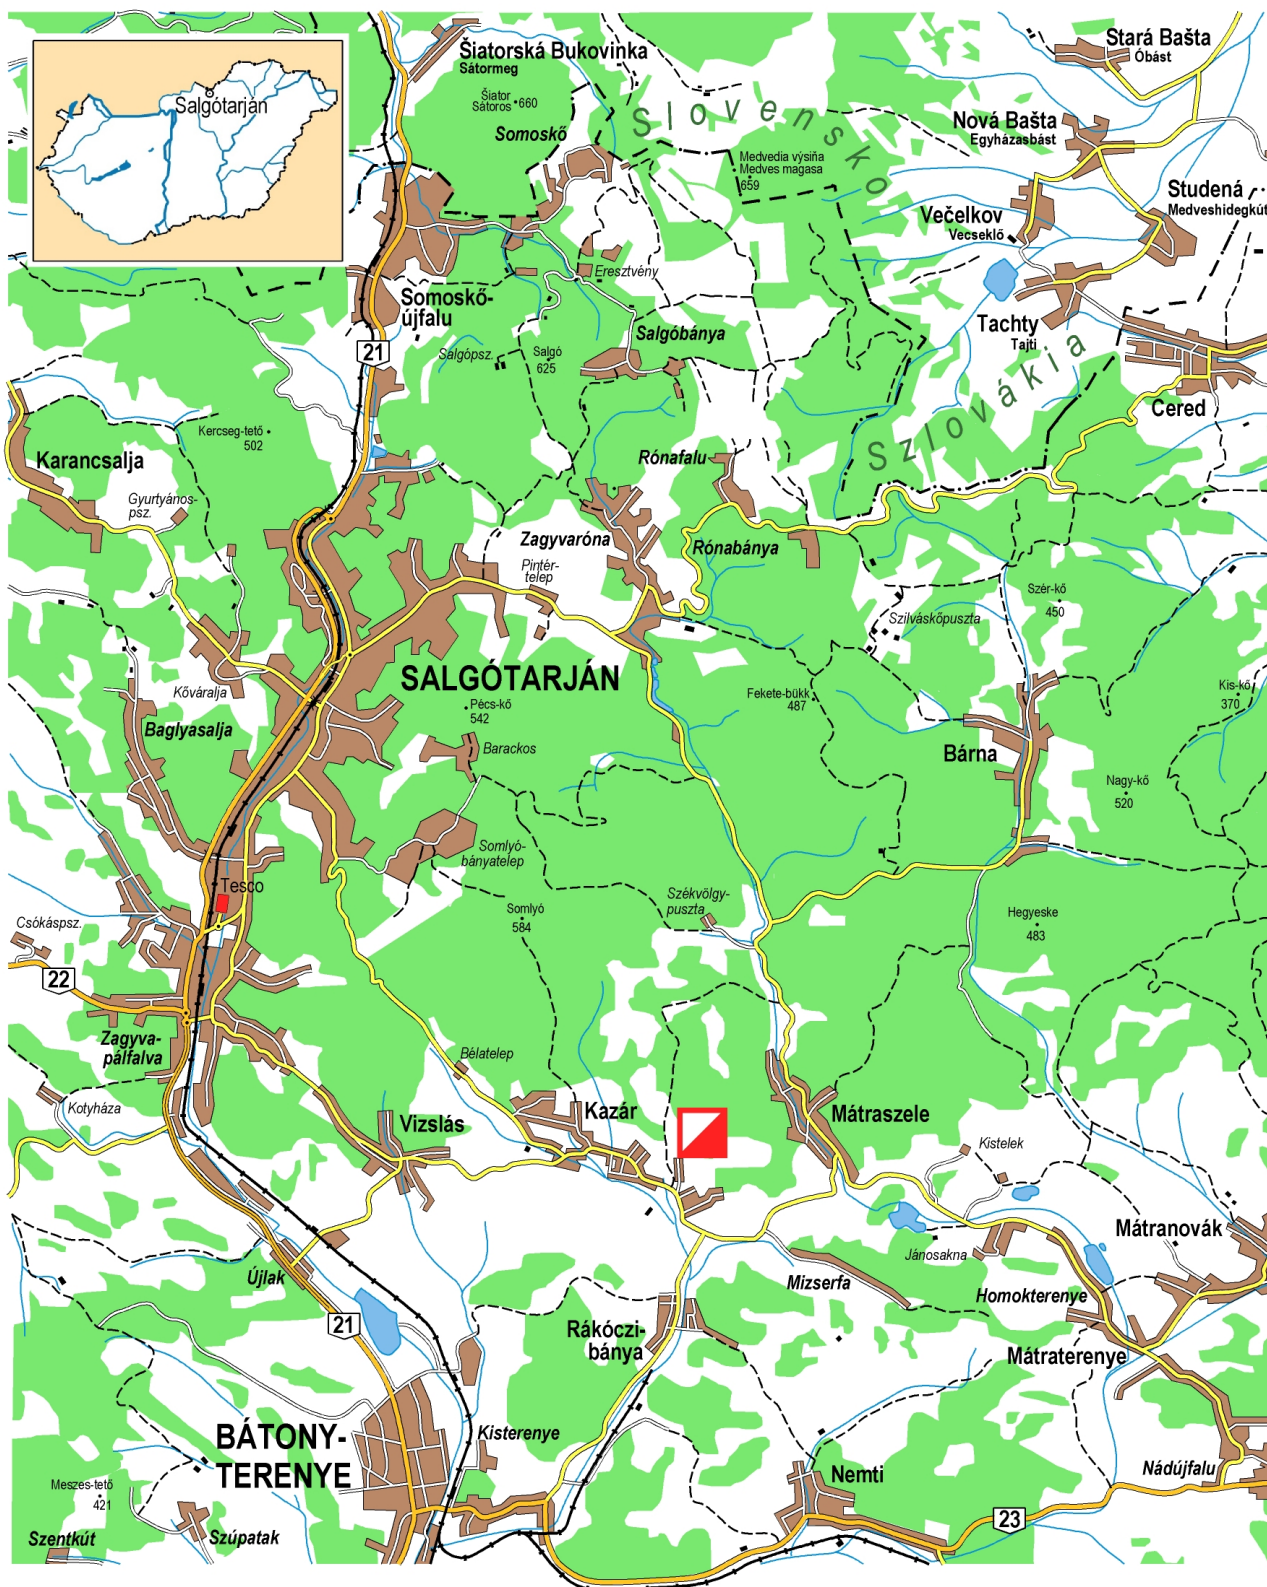 Šiatorská Bukovinka
Sátormeg
Stará Bašta
Óbást
Salgótarján
Šiator
Sátoros 660
Somoskő
Slovensko
Nová Bašta
Egyházasbást
Medvedia výsiňa
Medves magasa
659
Studená
Medveshidegkút
Večelkov
Vecseklő
Eresztvény
Somoskő-
újfalu
Salgóbánya
Tachty
Tajti
21
Salgópsz.
Salgó
625
Szlovákia
Cered
Kercseg-tető
502
Karancsalja
Rónafalu
Gyurtyános-
psz.
Zagyvaróna
Rónabánya
Pintér-
telep
Szér-kő
450
Szilváskőpuszta
SALGÓTARJÁN
Kőváralja
Pécs-kő
542
Fekete-bükk
487
Kis-kő
370
Baglyasalja
Barackos
Bárna
Nagy-kő
520
Somlyó-
bányatelep
Tesco
Székvölgy-
puszta
Somlyó
584
Hegyeske
483
Csókáspsz.
22
Zagyva-
pálfalva
Bélatelep
Kotyháza
Vizslás
Kazár
Mátraszele
Kistelek
Mátranovák
Jánosakna
Újlak
Mizserfa
Homokterenye
21
Rákóczi-
bánya
Mátraterenye
BÁTONY-
TERENYE
Kisterenye
Nemti
Nádújfalu
Meszes-tető
421
23
Szentkút
Szúpatak